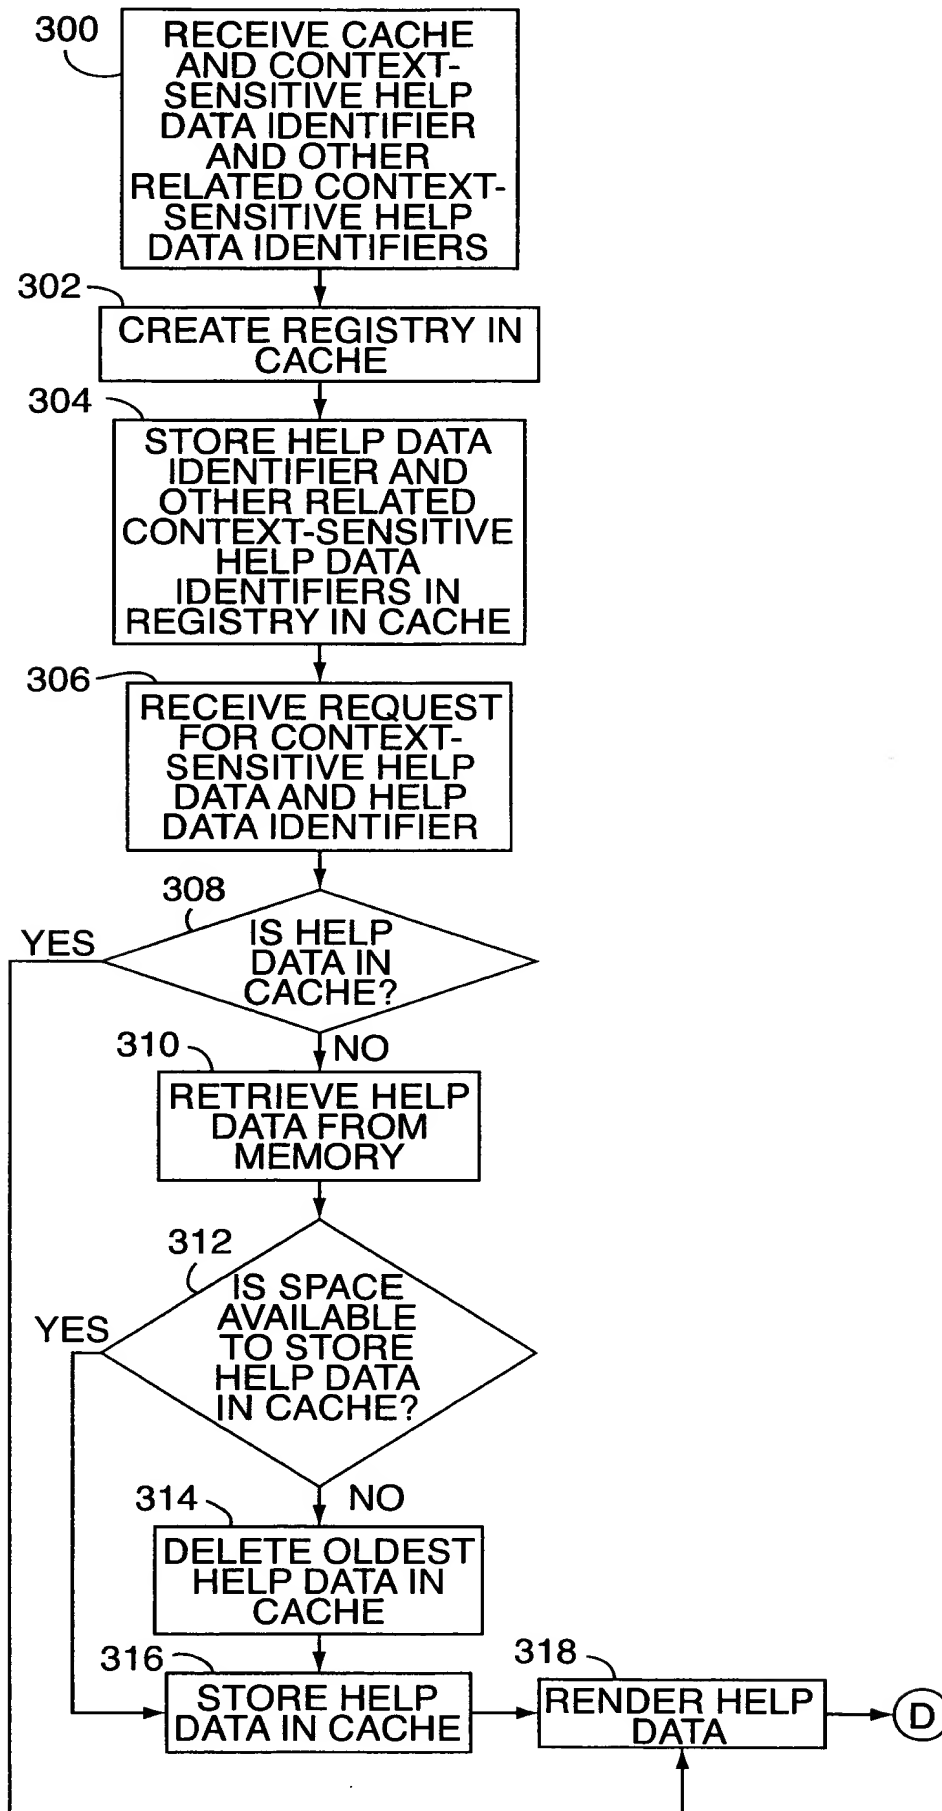 300
RECEIVE CACHE
AND CONTEXT-
SENSITIVE HELP
DATA IDENTIFIER
AND OTHER
RELATED CONTEXT-
SENSITIVE HELP
DATA IDENTIFIERS
302
CREATE REGISTRY IN
CACHE
304
STORE HELP DATA
IDENTIFIER AND
OTHER RELATED
CONTEXT-SENSITIVE
HELP DATA
IDENTIFIERS IN
REGISTRY IN CACHE
306
RECEIVE REQUEST
FOR CONTEXT-
SENSITIVE HELP
DATA AND HELP
DATA IDENTIFIER
308
YES
IS HELP
DATA IN
CACHE?
NO
310
RETRIEVE HELP
DATA FROM
MEMORY
312
YES
IS SPACE
AVAILABLE
TO STORE
HELP DATA
IN CACHE?
NO
314
DELETE OLDEST
HELP DATA IN
CACHE
316
STORE HELP
DATA IN CACHE
318
RENDER HELP
DATA
D